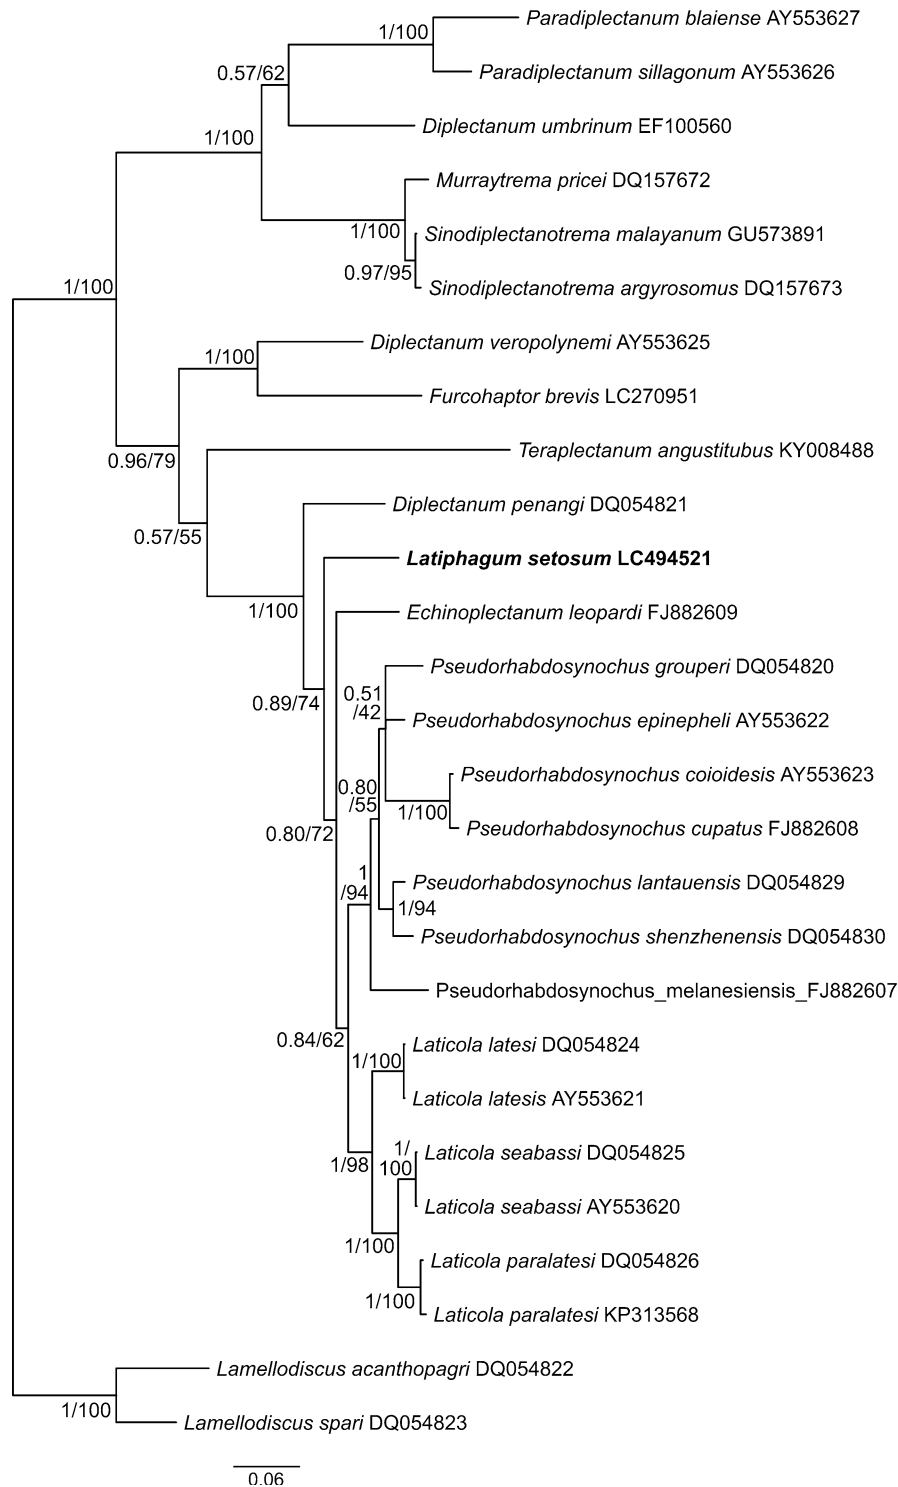 Paradiplectanum blaiense AY553627
1/100
0.57/62
Paradiplectanum sillagonum AY553626
Diplectanum umbrinum EF100560
1/100
Murraytrema pricei DQ157672
1/100
Sinodiplectanotrema malayanum GU573891
0.97/95
Sinodiplectanotrema argyrosomus DQ157673
1/100
Diplectanum veropolynemi AY553625
1/100
Furcohaptor brevis LC270951
0.96/79
Teraplectanum angustitubus KY008488
0.57/55
Diplectanum penangi DQ054821
Latiphagum setosum LC494521
1/100
Echinoplectanum leopardi FJ882609
Pseudorhabdosynochus grouperi DQ054820
0.89/74
0.51
/42
Pseudorhabdosynochus epinepheli AY553622
Pseudorhabdosynochus coioidesis AY553623
0.80
/55
1/100
Pseudorhabdosynochus cupatus FJ882608
0.80/72
1
/94
Pseudorhabdosynochus lantauensis DQ054829
1/94
Pseudorhabdosynochus shenzhenensis DQ054830
Pseudorhabdosynochus_melanesiensis_FJ882607
0.84/62
Laticola latesi DQ054824
1/100
Laticola latesis AY553621
1/
100
Laticola seabassi DQ054825
1/98
Laticola seabassi AY553620
1/100
Laticola paralatesi DQ054826
1/100
Laticola paralatesi KP313568
Lamellodiscus acanthopagri DQ054822
1/100
Lamellodiscus spari DQ054823
0.06